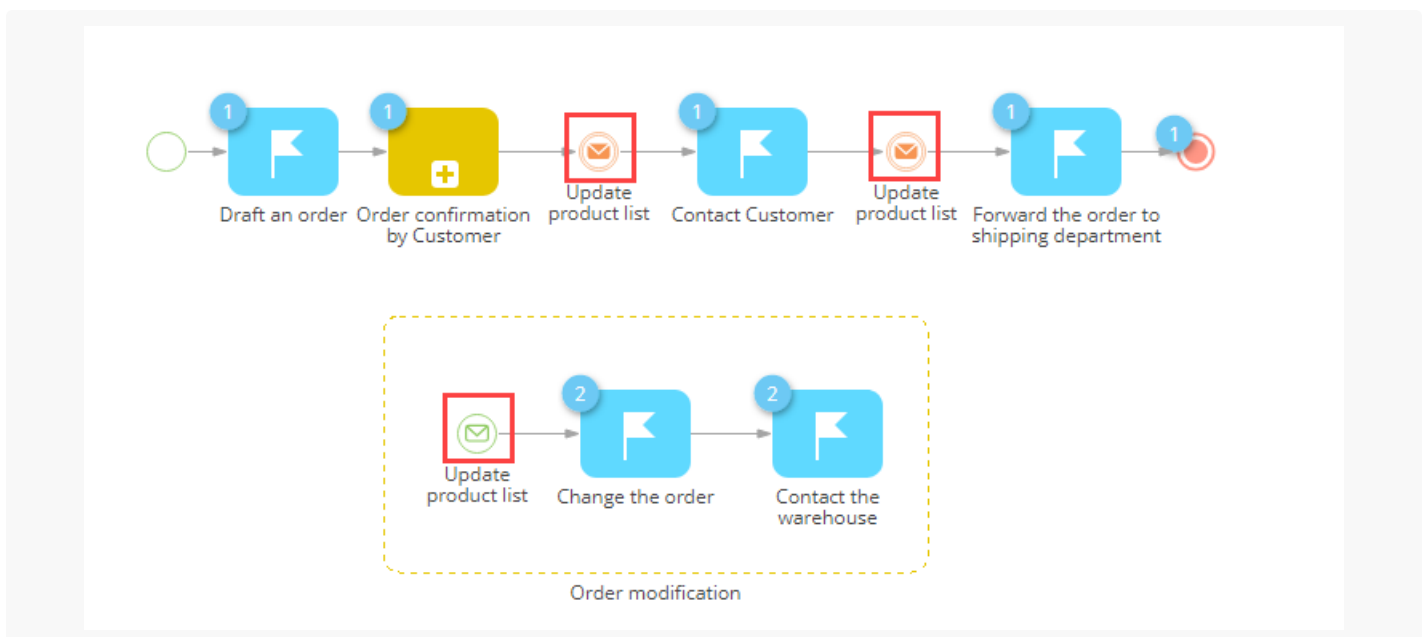 1
1
1
1
1
Update
Update
Draft an order
Order confirmation
product list
Contact Customer
product list
Forward the order to
by Customer
shipping department
2
2
Update
product list
Change the order
Contact the
warehouse
Order modification